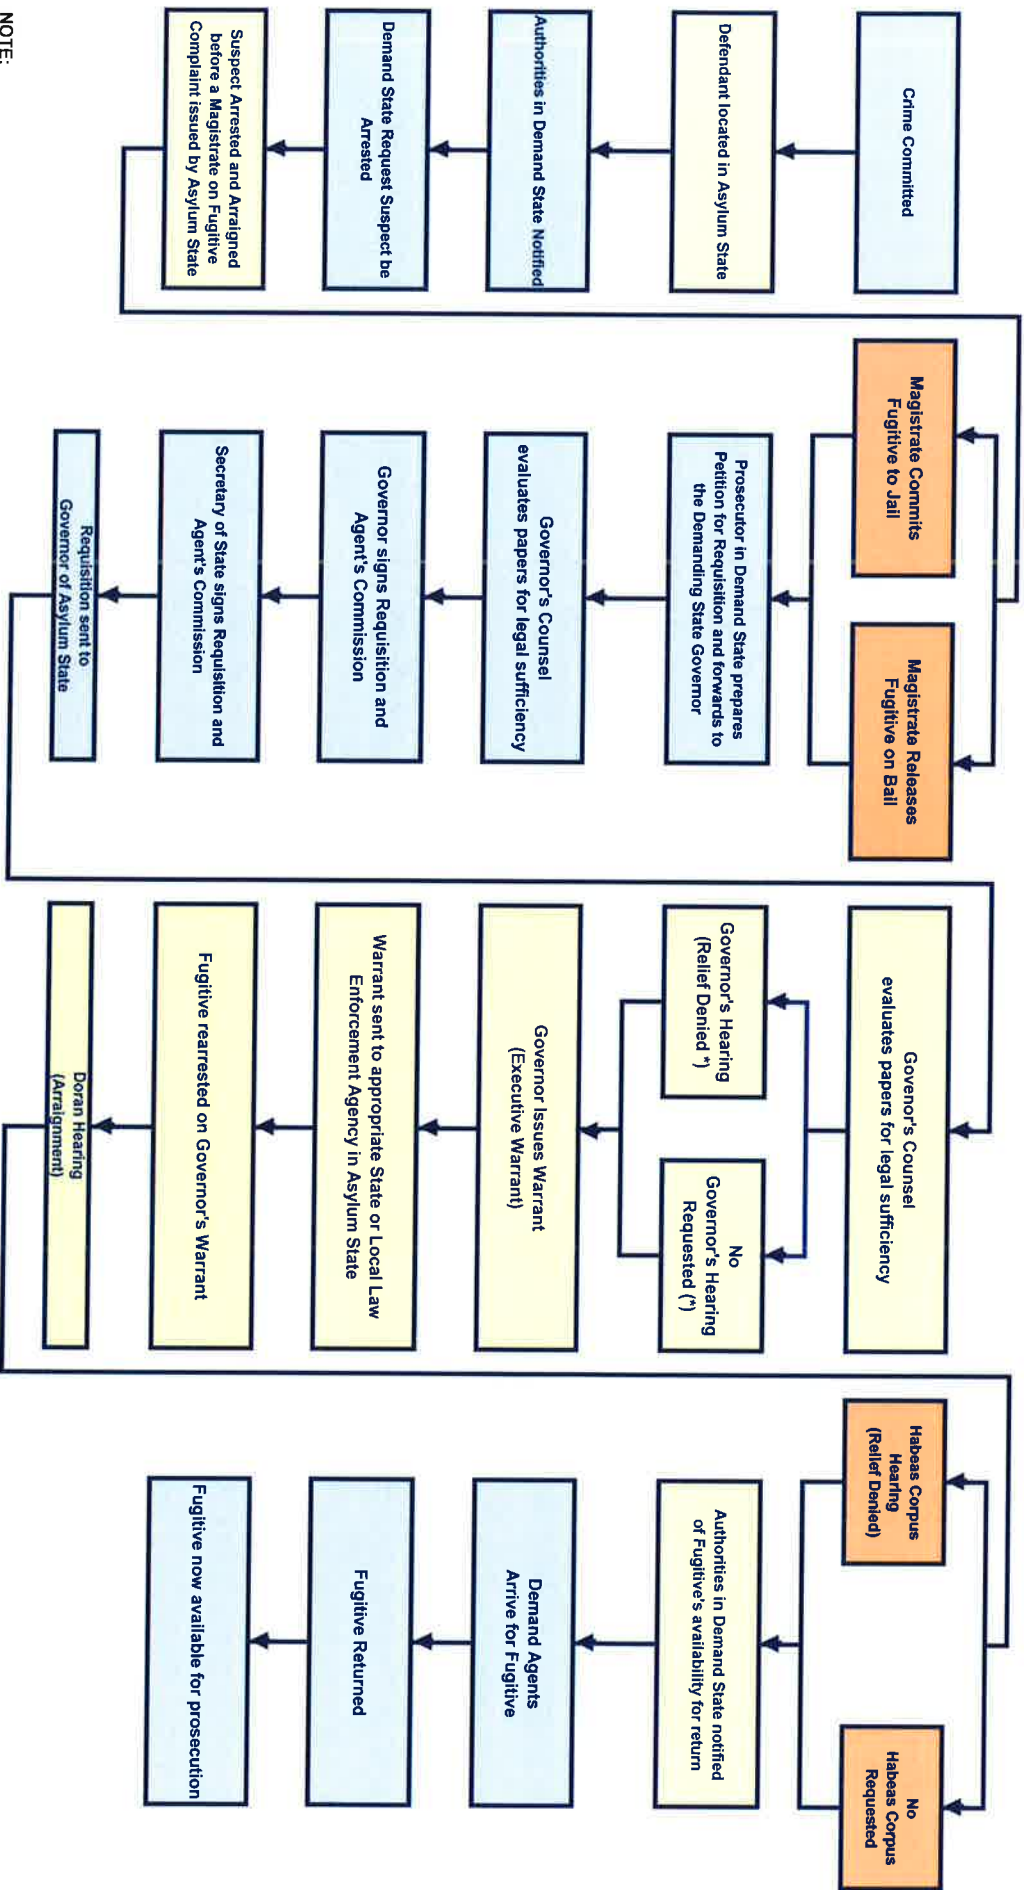 Crime Committed
Defendant located in Asylum State
Authorities in Demand State Notified
Demand State Request Suspect be
Arrested
Suspect Arrested and Arraigned
before a Magistrate on Fugitive
Complaint issued by Asylum State
Magistrate Commits
Fugitive to Jail
Magistrate Releases
Fugitive on Bail
Prosecutor in Demand State prepares
Petition for Requisition and forwards to
the Demanding State Governor
Governor's Counsel
evaluates papers for legal sufficiency
Governor signs Requisition and
Agent's Commission
Secretary of State signs Requisition and
Agent's Commission
Requisition sent to
Governor of Asylum State
Govenor's Counsel
evaluates papers for legal sufficiency
Governor's Hearing
(Relief Denied *)
No
Governor's Hearing
Requested (*)
Governor Issues Warrant
(Executive Warrant)
Warrant sent to appropriate State or Local Law
Enforcement Agency in Asylum State
Fugitive rearrested on Governor's Warrant
Doran Hearing
(Arraignment)
Habeas Corpus
Hearing
(Relief Denied)
No
Habeas Corpus
Requested
Authorities in Demand State notified
of Fugitive's availability for return
Demand Agents
Arrive for Fugitive
Fugitive Returned
Fugitive now available for prosecution
NOTE: